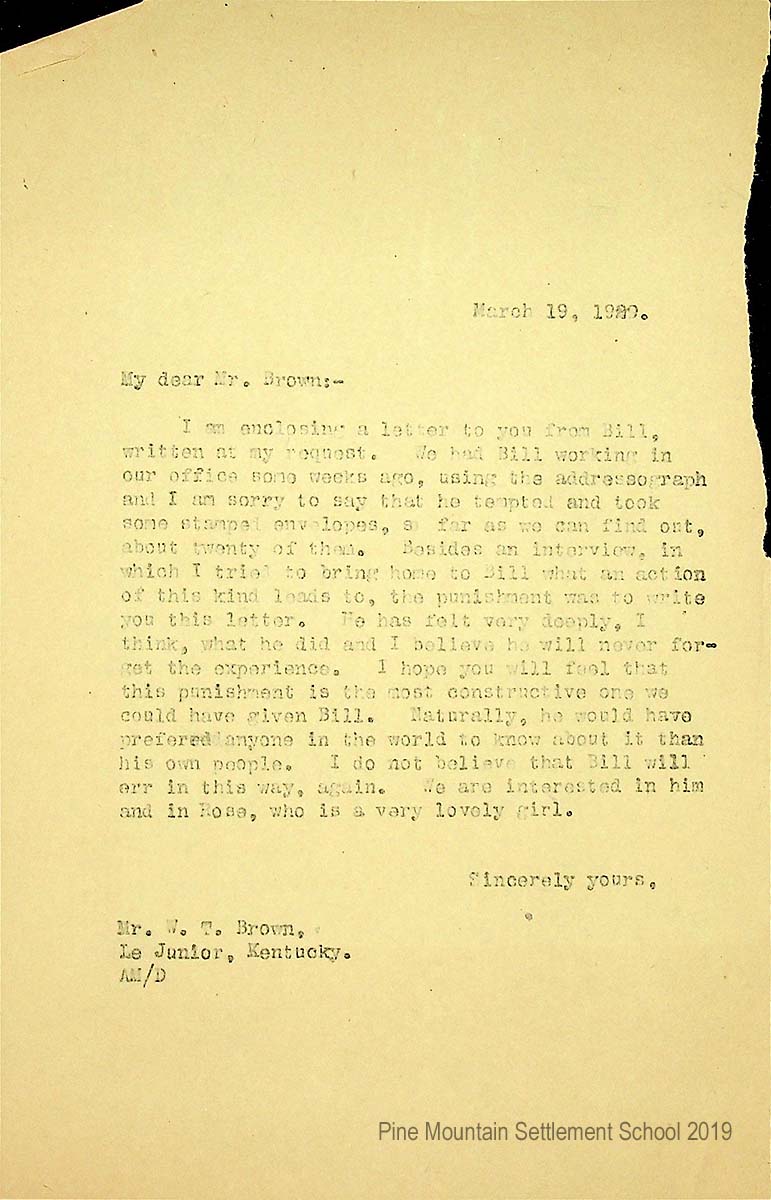 March 19, 19
My dear Mr. Brown:-
I am enclosing a letter to you from Bill,
written at my request. We had Bill working in
our office some weeks ago, using the addressograph
and I am sorry to say that he tempted and took
some stamped envelopes, so far as we can find out,
about twenty of them. Besides an interview, in
which I tried to bring home to Bill what an action
of this kind leads to, the punishment was to write
you this letter. He has felt very deeply, I
think, what he did and I believe he will never for-
get the experience. I hope you will feel that
this punishment is the most constructive one we
could have given Bill. Naturally, he would have
prefered anyone in the world to know about it than
his own people. I do not believe that Bill will
err in this way, again. We are interested in him
and in Rose, who is a very lovely girl.
Sincerely yours,
Mr. W. T. Brown,
Le Junior, Kentucky.
AM/D
Pine Mountain Settlement School 2019